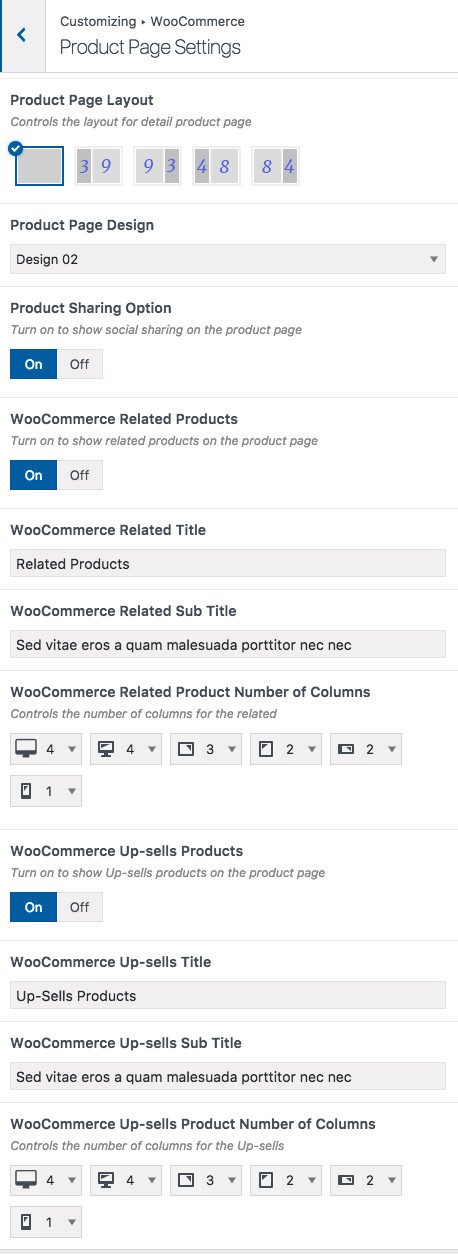 Customizing ▸ WooCommerce
Product Page Settings
Product Page Layout
Controls the layout for detail product page
3 9 9 3 4 8 8 4
Product Page Design
Design 02
Product Sharing Option
Turn on to show social sharing on the product page
On Off
WooCommerce Related Products
Turn on to show related products on the product page
On Off
WooCommerce Related Title
Related Products
WooCommerce Related Sub Title
Sed vitae eros a quam malesuada porttitor nec nec
WooCommerce Related Product Number of Columns
Controls the number of columns for the related
4 4 3 2 2
1
WooCommerce Up-sells Products
Turn on to show Up-sells products on the product page
On Off
WooCommerce Up-sells Title
Up-Sells Products
WooCommerce Up-sells Sub Title
Sed vitae eros a quam malesuada porttitor nec nec
WooCommerce Up-sells Product Number of Columns
Controls the number of columns for the Up-sells
4 4 3 2 2
1